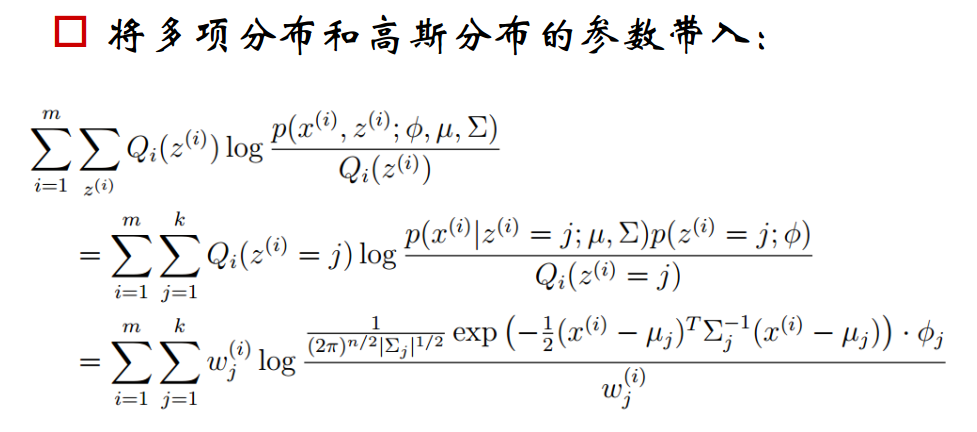 将多项分布和高斯分布的参数带入：
$\sum_{i=1}^{m} \sum_{z^{(i)}} Q_i(z^{(i)}) \log \frac{p(x^{(i)}, z^{(i)}; \phi, \mu, \Sigma)}{Q_i(z^{(i)})}$
$= \sum_{i=1}^{m} \sum_{j=1}^{k} Q_i(z^{(i)} = j) \log \frac{p(x^{(i)}|z^{(i)} = j; \mu, \Sigma) p(z^{(i)} = j; \phi)}{Q_i(z^{(i)} = j)}$
$= \sum_{i=1}^{m} \sum_{j=1}^{k} w_j^{(i)} \log \frac{\frac{1}{(2\pi)^{n/2}|\Sigma_j|^{1/2}} \exp\left(-\frac{1}{2}(x^{(i)} - \mu_j)^T \Sigma_j^{-1} (x^{(i)} - \mu_j)\right) \cdot \phi_j}{w_j^{(i)}}$